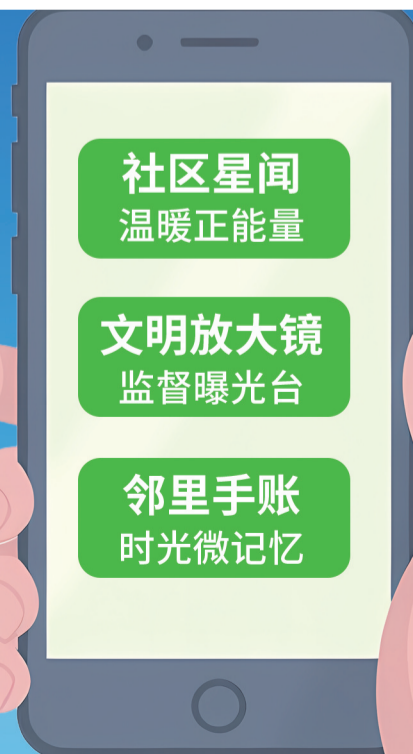 社区星闻
温暖正能量
文明放大镜
监督曝光台
邻里手账
时光微记忆